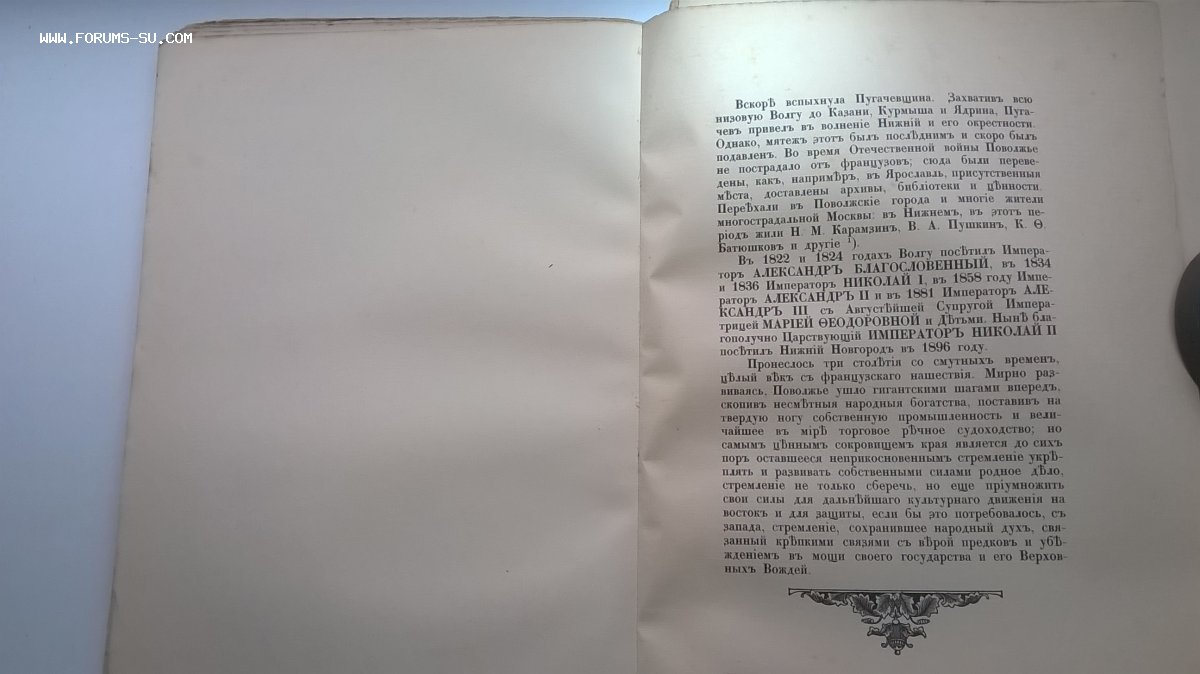 WWW.FORUMS-SU.COM
Вскорѣ вспыхнула Пугачевщина. Захвативъ всю
низовую Волгу до Казани, Курмыша и Ядрина, Пуга-
чевъ привелъ въ волненіе Нижній и его окрестности.
Однако, мятежъ этотъ былъ послѣднимъ и скоро былъ
подавленъ. Во время Отечественной войны Поволжье
не пострадало отъ французовъ; сюда были переве-
дены, какъ, напримѣръ, въ Ярославль, присутственныя
мѣста, доставлены архивы, библіотеки и цѣнности.
Переѣхали въ Поволжскіе города и многіе жители
многострадальной Москвы: въ Нижнемъ, въ этотъ пе-
ріодъ жили Н. М. Карамзинъ, В. А. Пушкинъ, К. Ѳ.
Батюшковъ и другіе ¹).
Въ 1822 и 1824 годахъ Волгу посѣтилъ Импера-
торъ АЛЕКСАНДРЪ БЛАГОСЛОВЕННЫЙ, въ 1834
и 1836 Императоръ НИКОЛАЙ I, въ 1858 году Импе-
раторъ АЛЕКСАНДРЪ II и въ 1881 Императоръ АЛЕ-
КСАНДРЪ III съ Августѣйшей Супругой Импера-
трицей МАРІЕЙ ѲЕОДОРОВНОЙ и Дѣтьми. Нынѣ бла-
гополучно Царствующій ИМПЕРАТОРЪ НИКОЛАЙ II
посѣтилъ Нижній Новгородъ въ 1896 году.
Пронеслось три столѣтія со смутныхъ временъ,
цѣлый вѣкъ съ французскаго нашествія. Мирно раз-
виваясь, Поволжье ушло гигантскими шагами впередъ,
скопивъ несмѣтныя народныя богатства, поставивъ на
твердую ногу собственную промышленность и вели-
чайшее въ мірѣ торговое рѣчное судоходство; но
самымъ цѣннымъ сокровищемъ края является до сихъ
поръ оставшееся неприкосновеннымъ стремленіе укрѣ-
плять и развивать собственными силами родное дѣло,
стремленіе не только сберечь, но еще пріумножить
свои силы для дальнѣйшаго культурнаго движенія на
востокъ и для защиты, если бы это потребовалось, съ
запада, стремленіе, сохранившее народный духъ, свя-
занный крѣпкими связями съ вѣрой предковъ и убѣ-
жденіемъ въ мощи своего государства и его Верхов-
ныхъ Вождей.